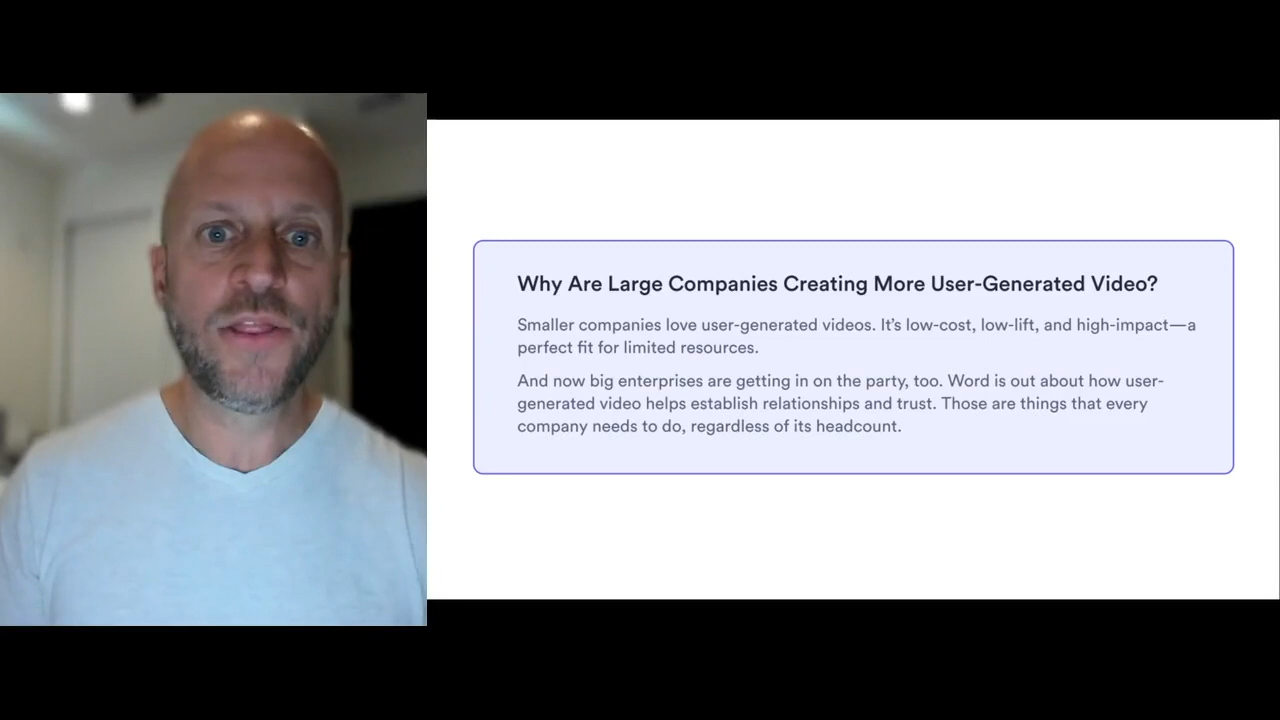 Why Are Large Companies Creating More User-Generated Video?
Smaller companies love user-generated videos. It’s low-cost, low-lift, and high-impact—a
perfect fit for limited resources.
And now big enterprises are getting in on the party, too. Word is out about how user-
generated video helps establish relationships and trust. Those are things that every
company needs to do, regardless of its headcount.